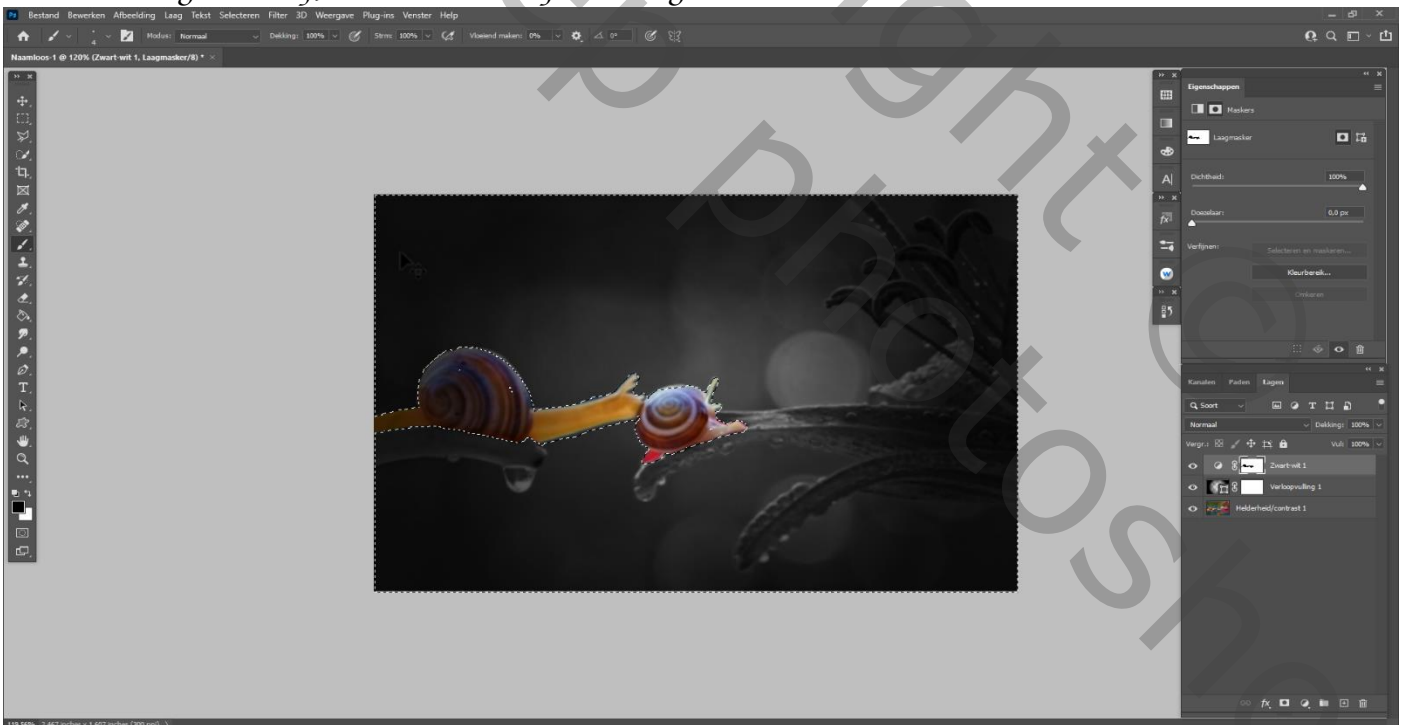 Bestand Bewerken Afbeelding Laag Tekst Selecteren Filter 3D Weergave Plug-ins Venster Help
Modus: Normaal Dekking: 100% Strm: 100% Vloeiend maken: 0% 0°
Naamloos-1 @ 120% (Zwart-wit 1, Laagmasker/8) *
Eigenschappen
Maskers
Laagmasker
Dichtheid: 100%
Doezelaar: 0,0 px
Verfijnen: Selecteren en maskeren...
Kleurbereik...
Omkeren
Kanalen Paden Lagen
Soort
Normaal Dekking: 100%
Vergr.: Vul: 100%
Zwart-wit 1
Verloopvulling 1
Helderheid/contrast 1